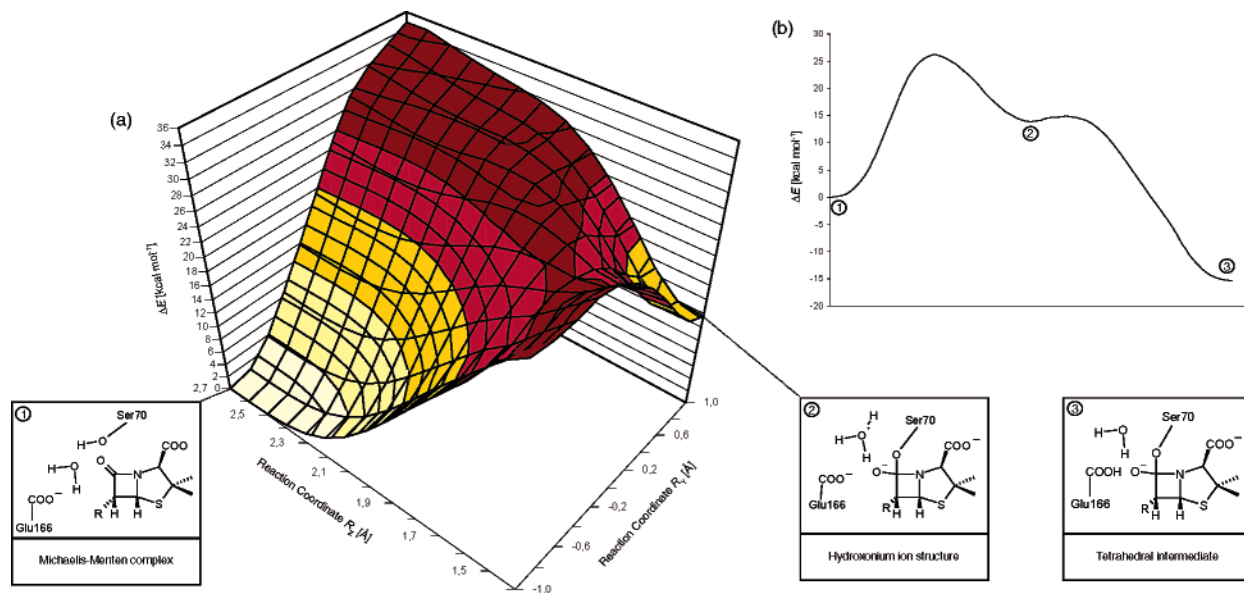 (a)
ΔE [kcal mol⁻¹]
36
34
32
30
28
26
24
22
20
18
16
14
12
10
8
6
4
2
0
2,7
2,5
2,3
2,1
1,9
1,7
1,5
Reaction Coordinate R_z [Å]
-1,0
-0,6
-0,2
0,2
0,6
1,0
Reaction Coordinate R_Y [Å]
(b)
ΔE [kcal mol⁻¹]
30
25
20
15
10
5
0
-5
-10
-15
-20
①
②
③
①
Ser70
H
O
COO⁻
O
N
H
O
H
COO⁻
Glu166
R
H
H
S
Michaelis-Menten complex
②
H
Ser70
H
O
H
O
COO⁻
O⁻
N
COO⁻
Glu166
R
H
H
S
Hydroxonium ion structure
③
Ser70
H
O
H
O
COO⁻
COOH
O⁻
N
Glu166
R
H
H
S
Tetrahedral intermediate